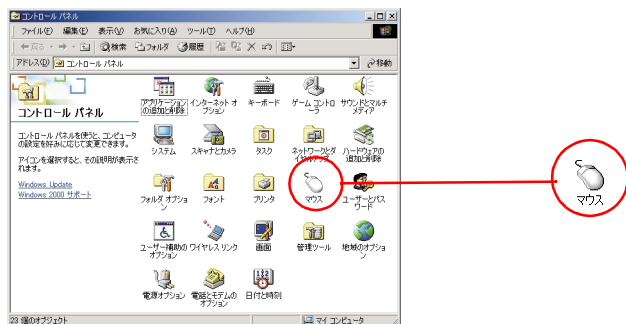 コントロール パネル
ファイル(F) 編集(E) 表示(V) お気に入り(A) ツール(T) ヘルプ(H)
戻る 検索 フォルダ 履歴
アドレス(D) コントロール パネル 移動
コントロール パネル
コントロール パネルを使うと、コンピュータ
の設定を好みに応じて変更できます。
アイコンを選択すると、その説明が表示さ
れます。
Windows Update
Windows 2000 サポート
アプリケーション
の追加と削除
インターネット オ
プション
キーボード
ゲーム コントロ
ーラ
サウンドとマルチ
メディア
システム
スキャナとカメラ
タスク
ネットワークとダ
イヤルアップ
ハードウェアの
追加と削除
フォルダ オプショ
ン
フォント
プリンタ
マウス
ユーザーとパス
ワード
ユーザー補助の
オプション
ワイヤレス リンク
画面
管理ツール
地域のオプショ
ン
電源オプション
電話とモデムの
オプション
日付と時刻
23 個のオブジェクト
マイ コンピュータ
マウス